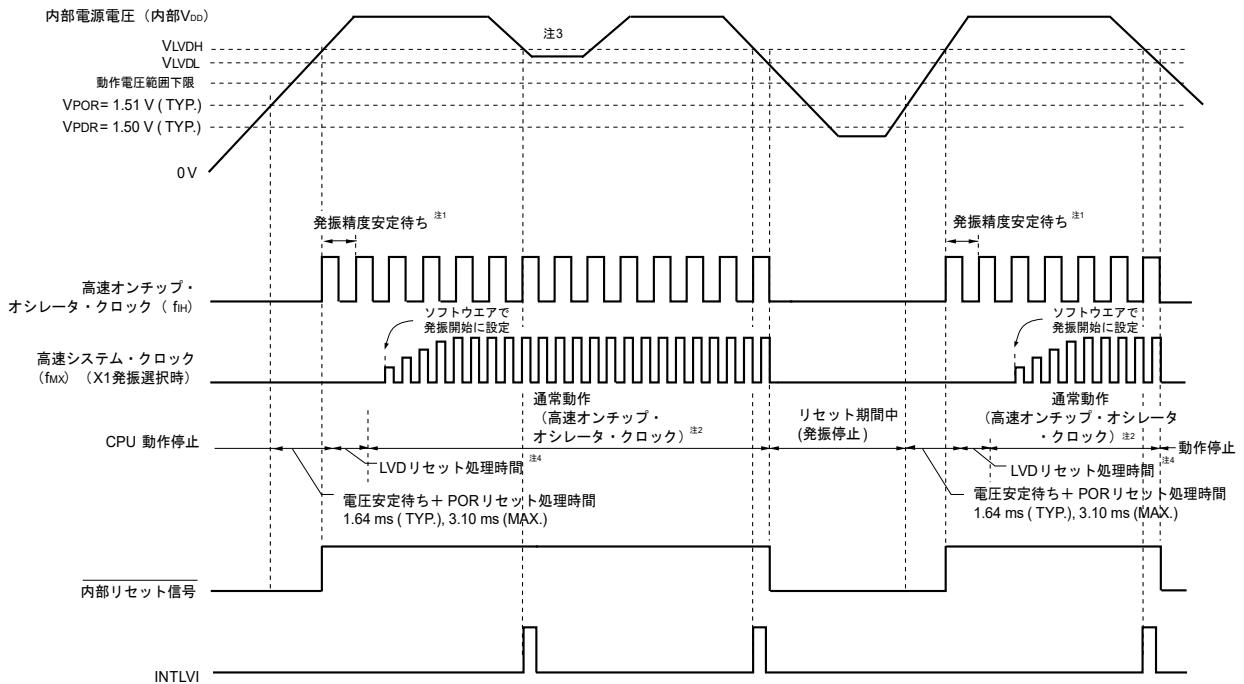 内部電源電圧（内部VDD）
注3
VLVDH
VLVDL
動作電圧範囲下限
VPOR= 1.51 V ( TYP.)
VPDR= 1.50 V ( TYP.)
0 V
発振精度安定待ち 注1
発振精度安定待ち 注1
高速オンチップ・
オシレータ・クロック（ fIH）
ソフトウエアで
発振開始に設定
ソフトウエアで
発振開始に設定
高速システム・クロック
（fMX）（X1発振選択時）
通常動作
（高速オンチップ・
オシレータ・クロック）注2
リセット期間中
(発振停止)
通常動作
（高速オンチップ・オシレータ
・クロック）注2
CPU 動作停止
動作停止
LVDリセット処理時間 注4
LVDリセット処理時間 注4
電圧安定待ち＋ PORリセット処理時間
1.64 ms ( TYP.), 3.10 ms (MAX.)
電圧安定待ち＋ PORリセット処理時間
1.64 ms ( TYP.), 3.10 ms (MAX.)
内部リセット信号
INTLVI